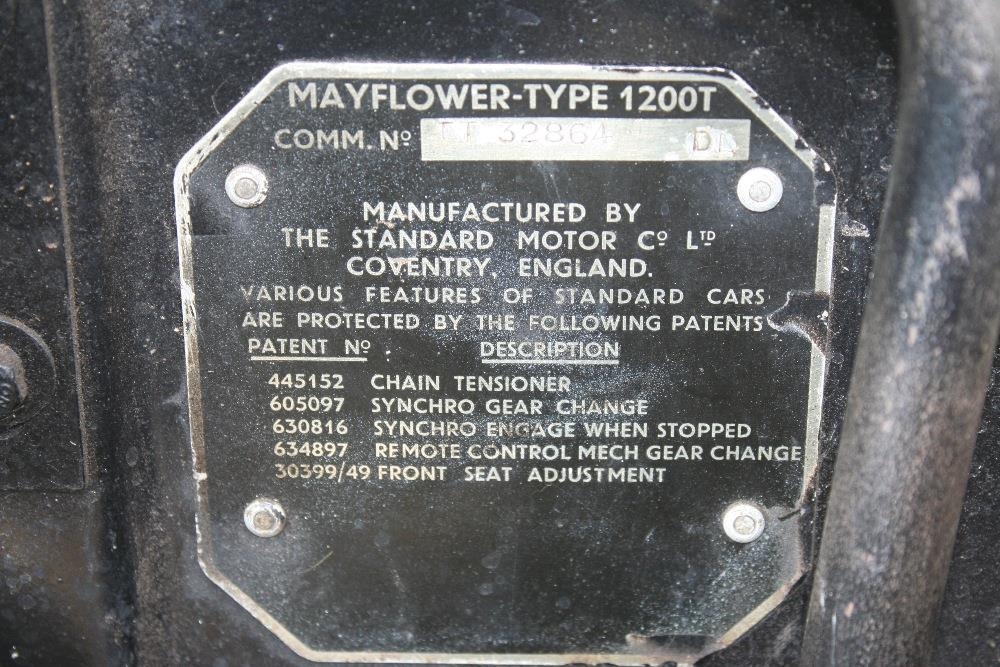 MAYFLOWER-TYPE 1200T
COMM. Nº TT 32864 DL
MANUFACTURED BY
THE STANDARD MOTOR Cº LTD
COVENTRY, ENGLAND.
VARIOUS FEATURES OF STANDARD CARS
ARE PROTECTED BY THE FOLLOWING PATENTS
PATENT Nº DESCRIPTION
445152 CHAIN TENSIONER
605097 SYNCHRO GEAR CHANGE
630816 SYNCHRO ENGAGE WHEN STOPPED
634897 REMOTE CONTROL MECH GEAR CHANGE
30399/49 FRONT SEAT ADJUSTMENT